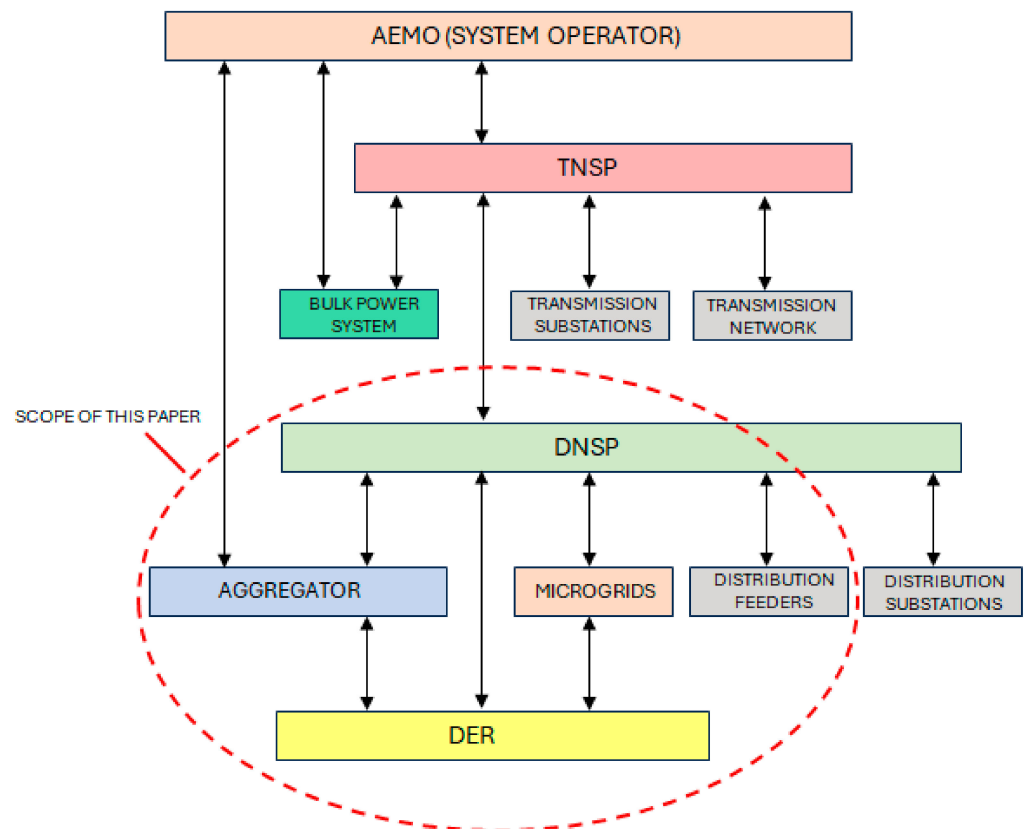 AEMO (SYSTEM OPERATOR)
TNSP
BULK POWER
SYSTEM
TRANSMISSION
SUBSTATIONS
TRANSMISSION
NETWORK
SCOPE OF THIS PAPER
DNSP
AGGREGATOR
MICROGRIDS
DISTRIBUTION
FEEDERS
DISTRIBUTION
SUBSTATIONS
DER